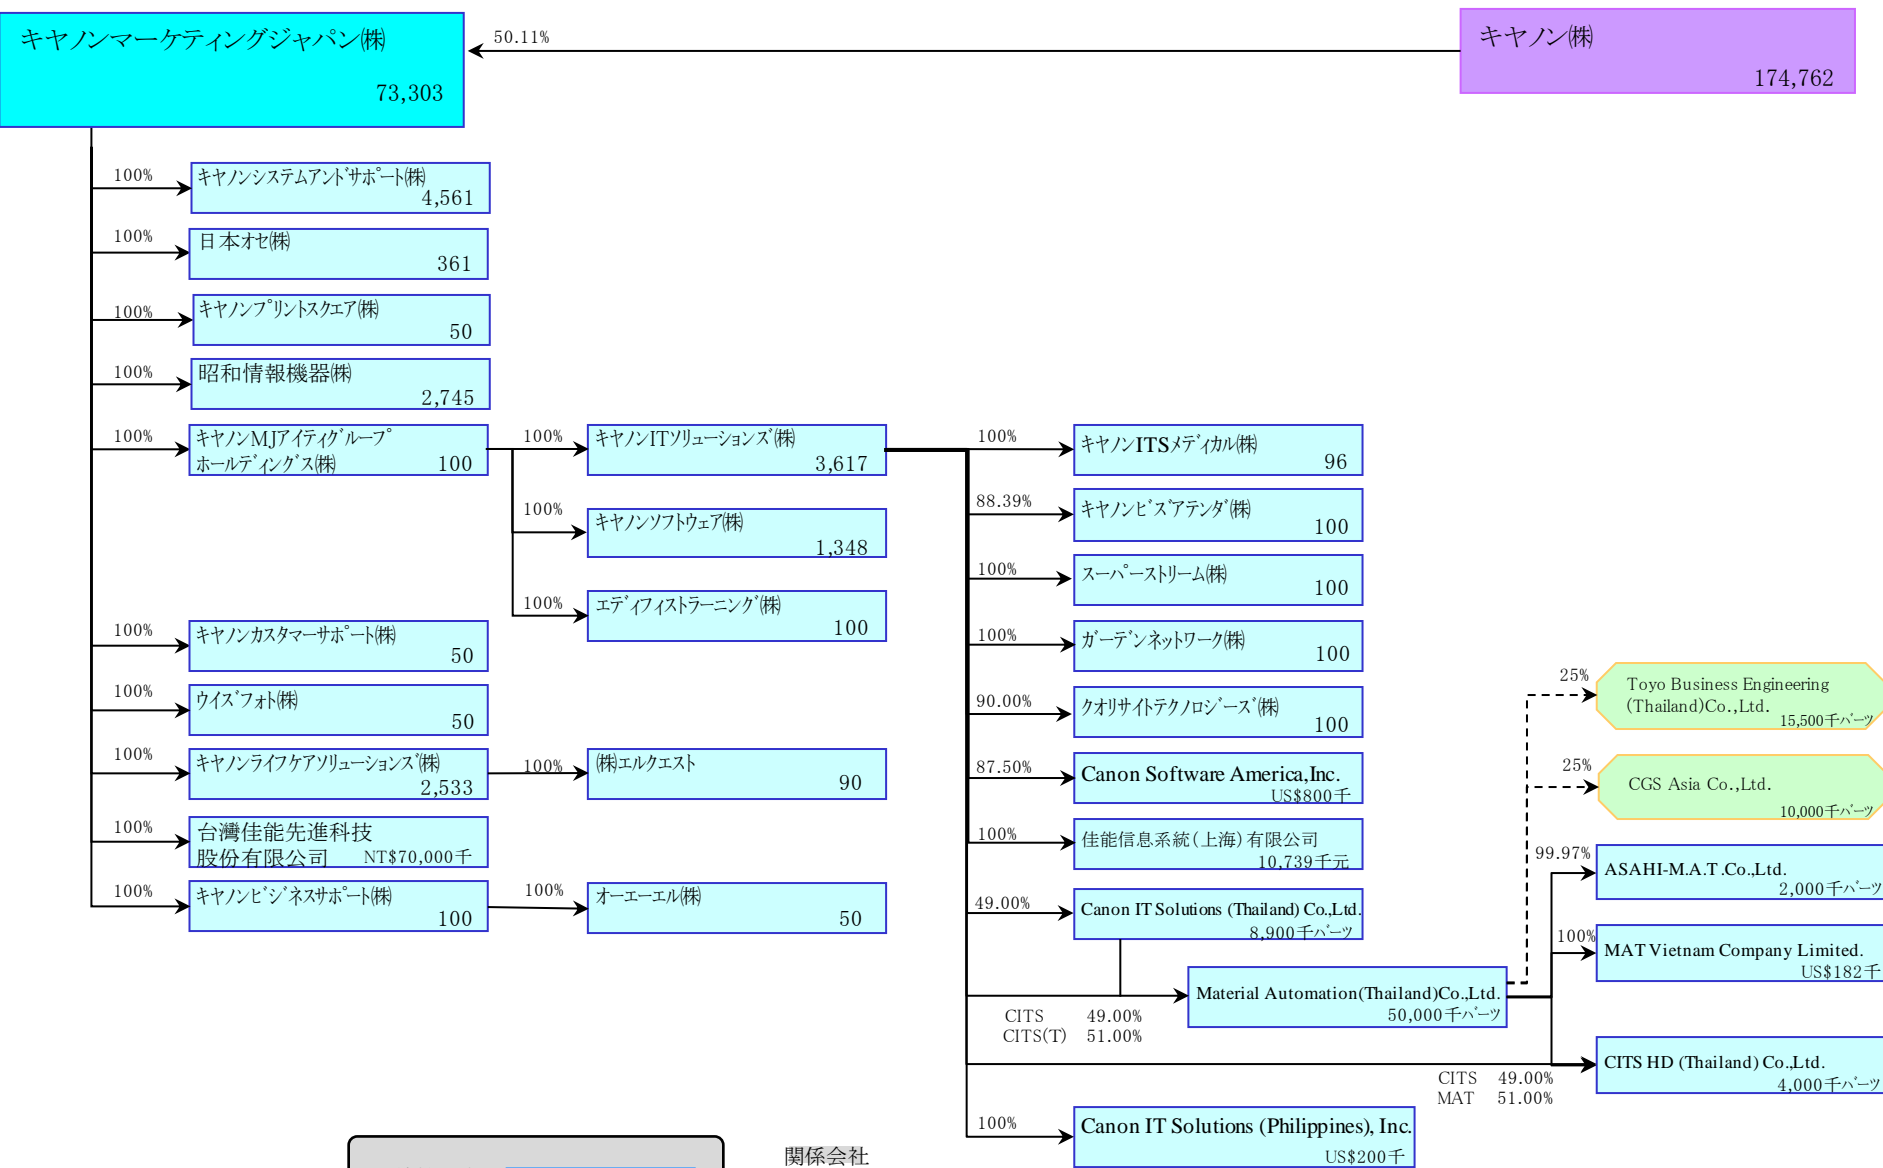 キヤノンマーケティングジャパン㈱
73,303
50.11%
キヤノン㈱
174,762
100%
キヤノンシステムアンドサポート㈱
4,561
100%
日本オセ㈱
361
100%
キヤノンプリントスクエア㈱
50
100%
昭和情報機器㈱
2,745
100%
キヤノンMJアイティグループ
ホールディングス㈱ 100
100%
キヤノンITソリューションズ㈱
3,617
100%
キヤノンソフトウェア㈱
1,348
100%
エディフィストラーニング㈱
100
100%
キヤノンITSメディカル㈱
96
88.39%
キヤノンビズアテンダ㈱
100
100%
スーパーストリーム㈱
100
100%
ガーデンネットワーク㈱
100
90.00%
クオリサイトテクノロジーズ㈱
100
87.50%
Canon Software America,Inc.
US$800千
100%
佳能信息系統(上海)有限公司
10,739千元
49.00%
Canon IT Solutions (Thailand) Co.,Ltd.
8,900千バーツ
Material Automation(Thailand)Co.,Ltd.
50,000千バーツ
CITS 49.00%
CITS(T) 51.00%
25%
Toyo Business Engineering
(Thailand)Co.,Ltd.
15,500千バーツ
25%
CGS Asia Co.,Ltd.
10,000千バーツ
99.97%
ASAHI-M.A.T.Co.,Ltd.
2,000千バーツ
100%
MAT Vietnam Company Limited.
US$182千
CITS HD (Thailand) Co.,Ltd.
4,000千バーツ
CITS 49.00%
MAT 51.00%
100%
Canon IT Solutions (Philippines), Inc.
US$200千
100%
キヤノンカスタマーサポート㈱
50
100%
ウイズフォト㈱
50
100%
キヤノンライフケアソリューションズ㈱
2,533
100%
㈱エルクエスト
90
100%
台灣佳能先進科技
股份有限公司 NT$70,000千
100%
キヤノンビジネスサポート㈱
100
100%
オーエーエル㈱
50
関係会社